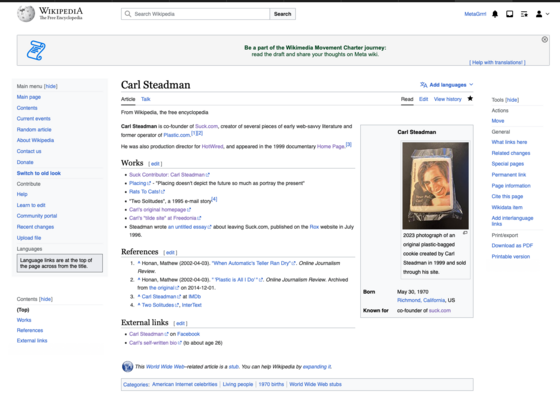 WIKIPEDIA
The Free Encyclopedia
Search Wikipedia
Search
MetaGrrrl
Be a part of the Wikimedia Movement Charter journey:
read the draft and share your thoughts on Meta wiki.
[ Help with translations! ]
Main menu [hide]
Main page
Contents
Current events
Random article
About Wikipedia
Contact us
Donate
Switch to old look
Contribute
Help
Learn to edit
Community portal
Recent changes
Upload file
Languages
Language links are at the top of the page across from the title.
Contents [hide]
(Top)
Works
References
External links
Carl Steadman
Add languages
Article Talk
Read Edit View history
From Wikipedia, the free encyclopedia
Carl Steadman is co-founder of Suck.com, creator of several pieces of early web-savvy literature and
former operator of Plastic.com.[1][2]
He was also production director for HotWired, and appeared in the 1999 documentary Home Page.[3]
Works [ edit ]
Suck Contributor: Carl Steadman
Placing - "Placing doesn't depict the future so much as portray the present"
Rats To Cats!
"Two Solitudes", a 1995 e-mail story[4]
Carl's original homepage
Carl's "Wide site" at Freedonia
Steadman wrote an untitled essay about leaving Suck.com, published on the Rox website in July
1998.
References [ edit ]
1. ^ Honan, Mathew (2002-04-03). "When Automatic's Teller Ran Dry". Online Journalism
Review.
2. ^ Honan, Mathew (2002-04-03). " 'Plastic is All I Do' ". Online Journalism Review. Archived
from the original on 2014-12-01.
3. ^ Carl Steadman at IMDb
4. ^ Two Solitudes, InterText
External links [ edit ]
Carl Steadman on Facebook
Carl's self-written bio (to about age 26)
This World Wide Web–related article is a stub. You can help Wikipedia by expanding it.
Categories: American Internet celebrities | Living people | 1970 births | World Wide Web stubs
Carl Steadman
2023 photograph of an
original plastic-bagged
cookie created by Carl
Steadman in 1999 and sold
through his site.
Born May 30, 1970
Richmond, California, US
Known for co-founder of suck.com
Tools [hide]
Actions
Move
General
What links here
Related changes
Special pages
Permanent link
Page information
Cite this page
Wikidata item
Add interlanguage
links
Print/export
Download as PDF
Printable version